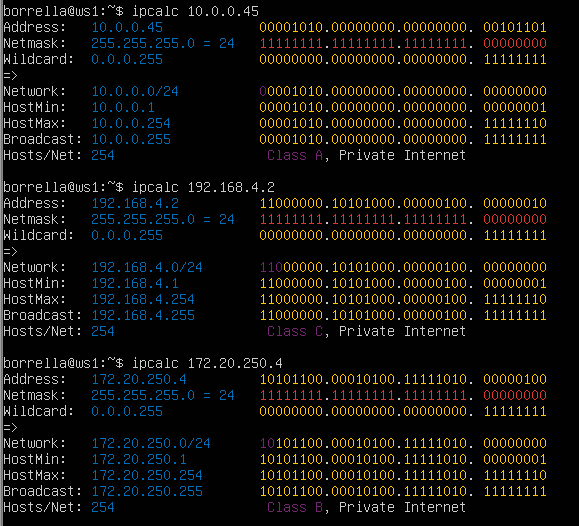 borrella@ws1:~$ ipcalc 10.0.0.45
Address:   10.0.0.45            00001010.00000000.00000000. 00101101
Netmask:   255.255.255.0 = 24   11111111.11111111.11111111. 00000000
Wildcard:  0.0.0.255            00000000.00000000.00000000. 11111111
=>
Network:   10.0.0.0/24          00001010.00000000.00000000. 00000000
HostMin:   10.0.0.1             00001010.00000000.00000000. 00000001
HostMax:   10.0.0.254           00001010.00000000.00000000. 11111110
Broadcast: 10.0.0.255           00001010.00000000.00000000. 11111111
Hosts/Net: 254                   Class A, Private Internet
borrella@ws1:~$ ipcalc 192.168.4.2
Address:   192.168.4.2          11000000.10101000.00000100. 00000010
Netmask:   255.255.255.0 = 24   11111111.11111111.11111111. 00000000
Wildcard:  0.0.0.255            00000000.00000000.00000000. 11111111
=>
Network:   192.168.4.0/24       11000000.10101000.00000100. 00000000
HostMin:   192.168.4.1          11000000.10101000.00000100. 00000001
HostMax:   192.168.4.254        11000000.10101000.00000100. 11111110
Broadcast: 192.168.4.255        11000000.10101000.00000100. 11111111
Hosts/Net: 254                   Class C, Private Internet
borrella@ws1:~$ ipcalc 172.20.250.4
Address:   172.20.250.4         10101100.00010100.11111010. 00000100
Netmask:   255.255.255.0 = 24   11111111.11111111.11111111. 00000000
Wildcard:  0.0.0.255            00000000.00000000.00000000. 11111111
=>
Network:   172.20.250.0/24      10101100.00010100.11111010. 00000000
HostMin:   172.20.250.1         10101100.00010100.11111010. 00000001
HostMax:   172.20.250.254       10101100.00010100.11111010. 11111110
Broadcast: 172.20.250.255       10101100.00010100.11111010. 11111111
Hosts/Net: 254                   Class B, Private Internet